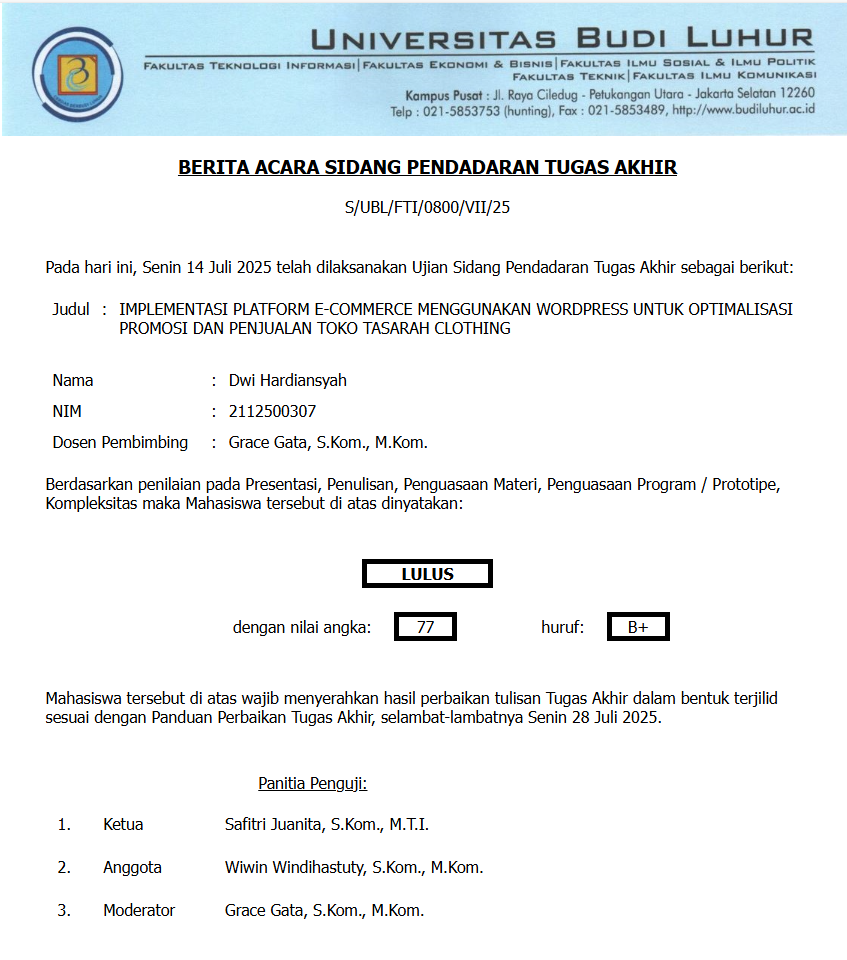 UNIVERSITAS BUDI LUHUR
FAKULTAS TEKNOLOGI INFORMASI|FAKULTAS EKONOMI & BISNIS|FAKULTAS ILMU SOSIAL & ILMU POLITIK
FAKULTAS TEKNIK|FAKULTAS ILMU KOMUNIKASI
Kampus Pusat : Jl. Raya Ciledug - Petukangan Utara - Jakarta Selatan 12260
Telp : 021-5853753 (hunting), Fax : 021-5853489, http://www.budiluhur.ac.id
BERITA ACARA SIDANG PENDADARAN TUGAS AKHIR
S/UBL/FTI/0800/VII/25
Pada hari ini, Senin 14 Juli 2025 telah dilaksanakan Ujian Sidang Pendadaran Tugas Akhir sebagai berikut:
Judul : IMPLEMENTASI PLATFORM E-COMMERCE MENGGUNAKAN WORDPRESS UNTUK OPTIMALISASI
PROMOSI DAN PENJUALAN TOKO TASARAH CLOTHING
Nama : Dwi Hardiansyah
NIM : 2112500307
Dosen Pembimbing : Grace Gata, S.Kom., M.Kom.
Berdasarkan penilaian pada Presentasi, Penulisan, Penguasaan Materi, Penguasaan Program / Prototipe,
Kompleksitas maka Mahasiswa tersebut di atas dinyatakan:
LULUS
dengan nilai angka: 77 huruf: B+
Mahasiswa tersebut di atas wajib menyerahkan hasil perbaikan tulisan Tugas Akhir dalam bentuk terjilid
sesuai dengan Panduan Perbaikan Tugas Akhir, selambat-lambatnya Senin 28 Juli 2025.
Panitia Penguji:
1. Ketua Safitri Juanita, S.Kom., M.T.I.
2. Anggota Wiwin Windihastuty, S.Kom., M.Kom.
3. Moderator Grace Gata, S.Kom., M.Kom.